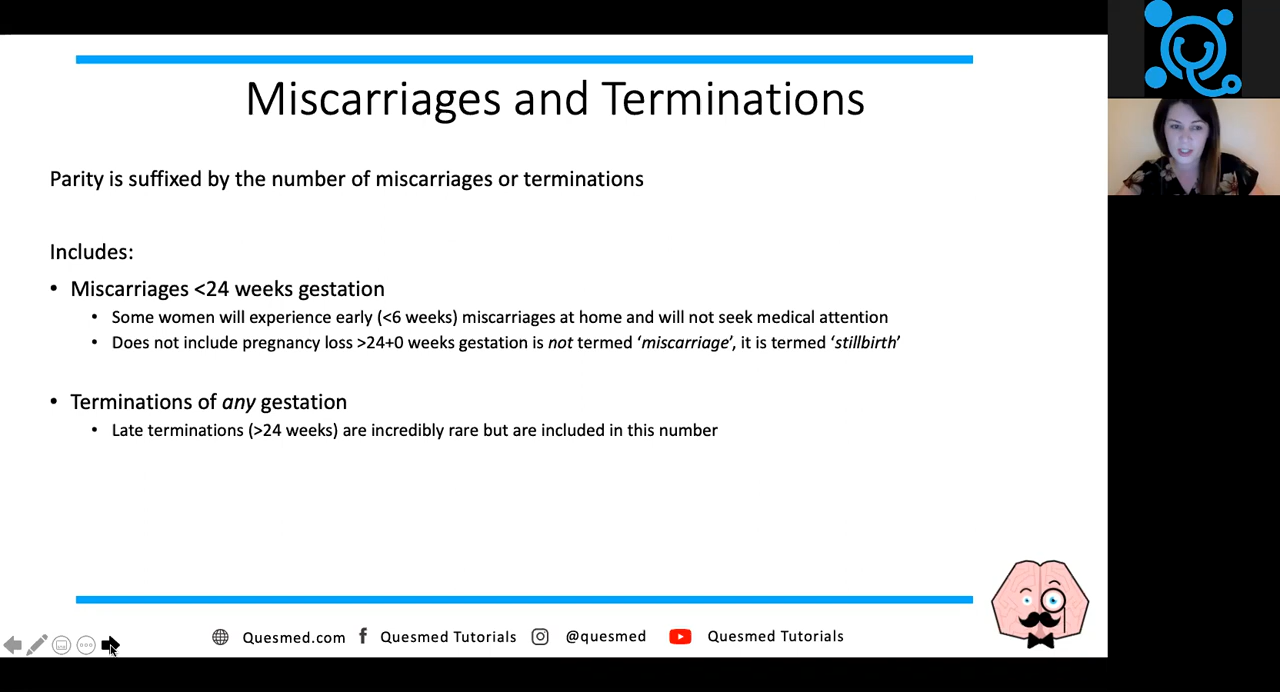 Miscarriages and Terminations
Parity is suffixed by the number of miscarriages or terminations
Includes:
• Miscarriages <24 weeks gestation
• Some women will experience early (<6 weeks) miscarriages at home and will not seek medical attention
• Does not include pregnancy loss >24+0 weeks gestation is not termed ‘miscarriage’, it is termed ‘stillbirth’
• Terminations of any gestation
• Late terminations (>24 weeks) are incredibly rare but are included in this number
Quesmed.com Quesmed Tutorials @quesmed Quesmed Tutorials